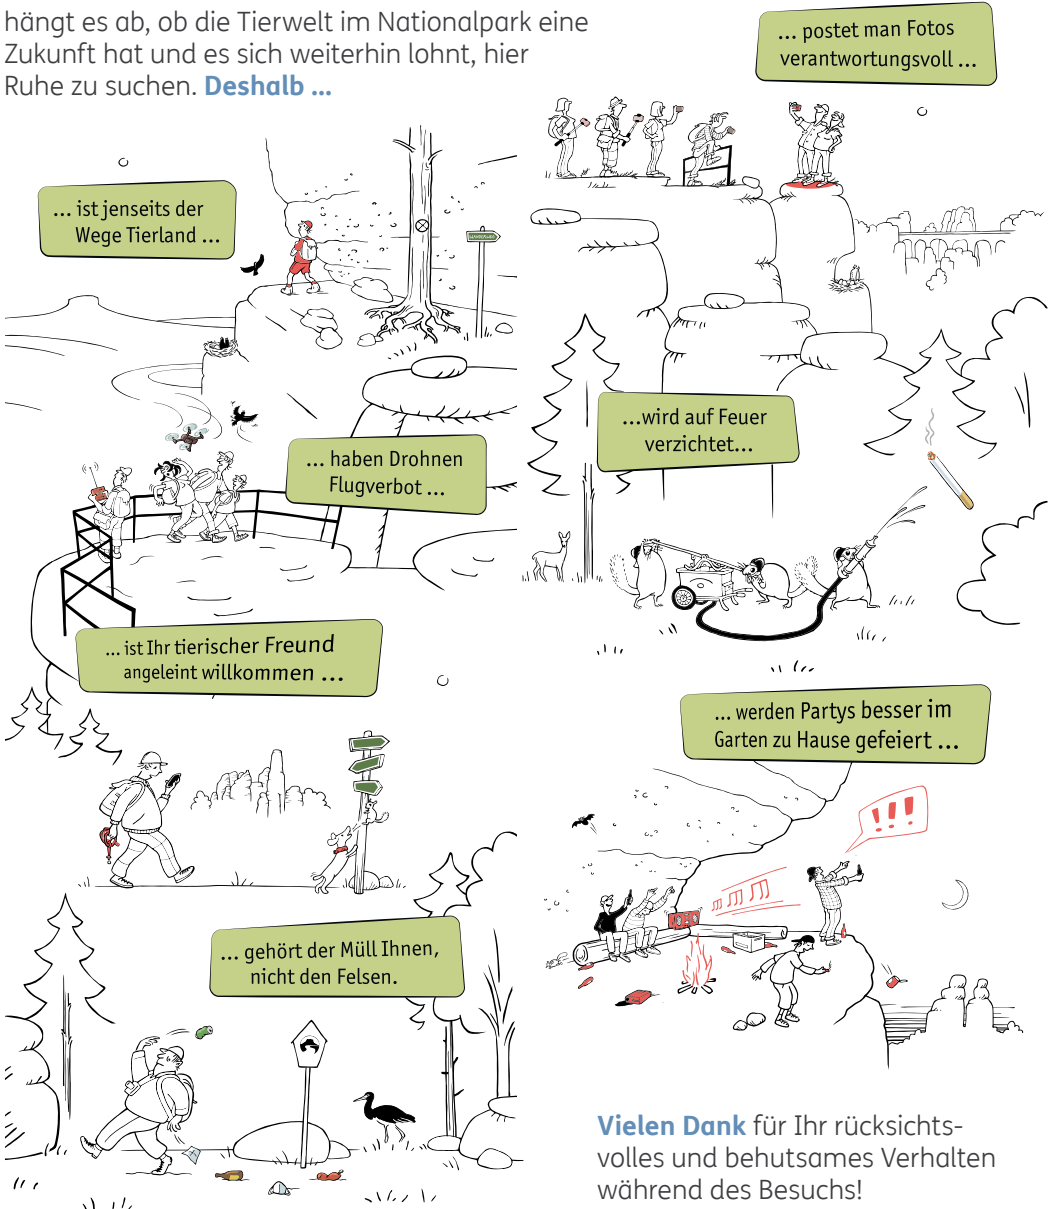 hängt es ab, ob die Tierwelt im Nationalpark eine
Zukunft hat und es sich weiterhin lohnt, hier
Ruhe zu suchen. Deshalb ...
... ist jenseits der
Wege Tierland ...
... haben Drohnen
Flugverbot ...
... ist Ihr tierischer Freund
angeleint willkommen ...
... gehört der Müll Ihnen,
nicht den Felsen.
... postet man Fotos
verantwortungsvoll ...
...wird auf Feuer
verzichtet...
... werden Partys besser im
Garten zu Hause gefeiert ...
!!!
Vielen Dank für Ihr rücksichts-
volles und behutsames Verhalten
während des Besuchs!